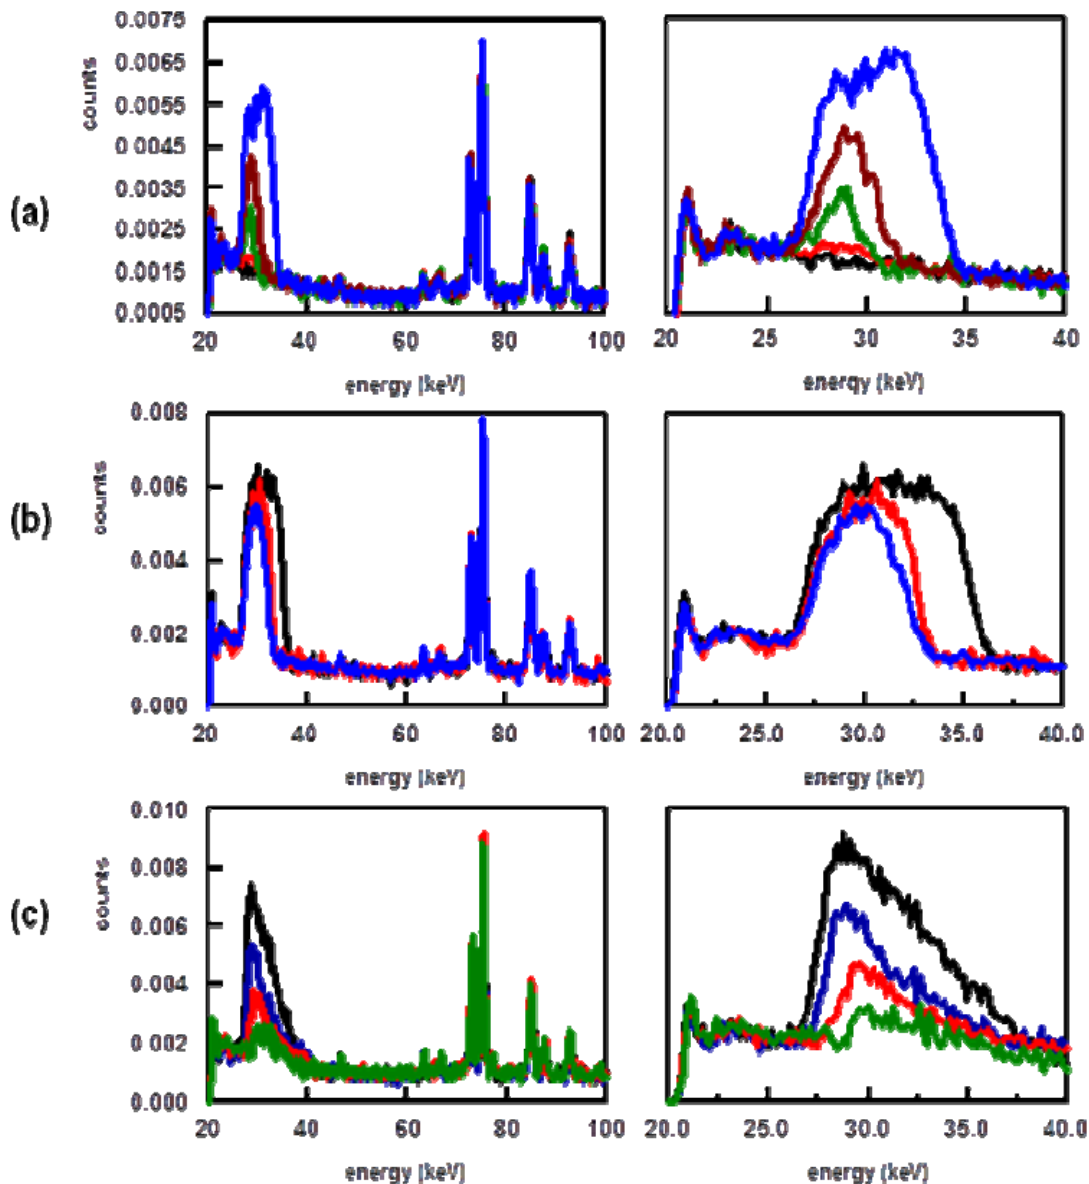 (a)
counts
0.0075
0.0065
0.0055
0.0045
0.0035
0.0025
0.0015
0.0005
20 40 60 80 100
energy (keV)
20 25 30 35 40
energy (keV)
(b)
counts
0.008
0.006
0.004
0.002
0.000
20 40 60 80 100
energy (keV)
20.0 25.0 30.0 35.0 40.0
energy (keV)
(c)
counts
0.010
0.008
0.006
0.004
0.002
0.000
20 40 60 80 100
energy (keV)
20.0 25.0 30.0 35.0 40.0
energy (keV)